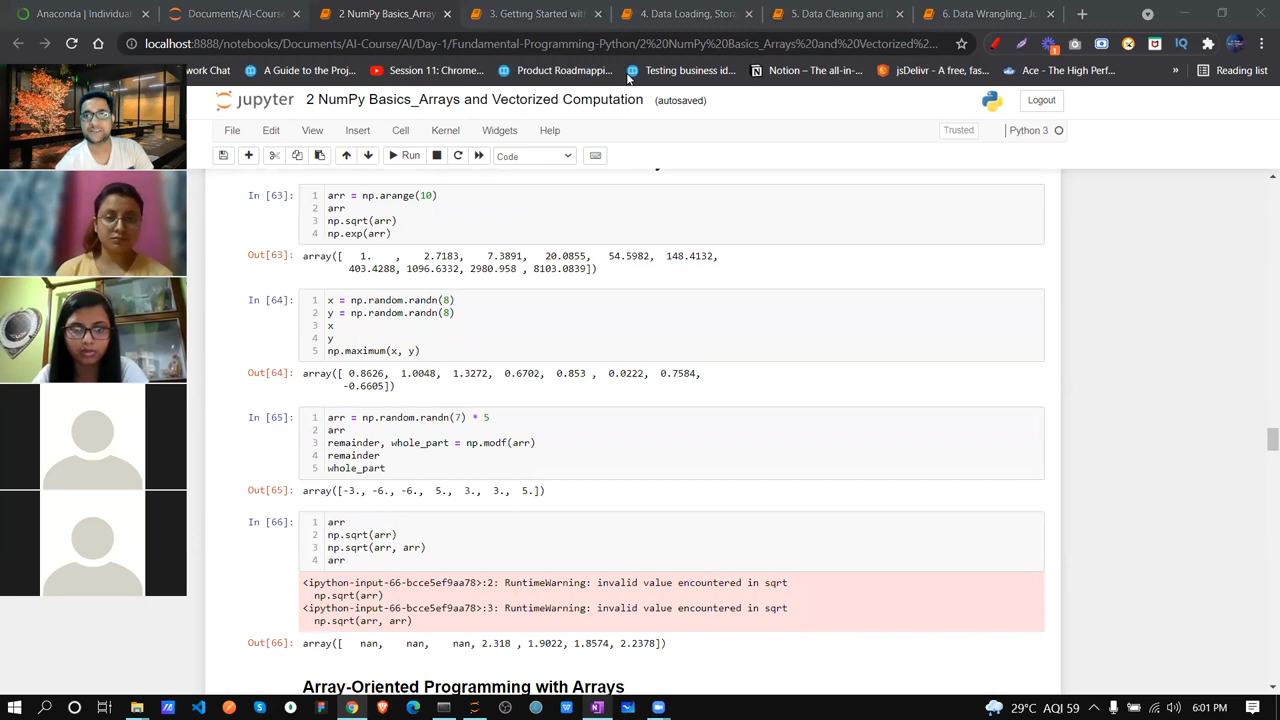 Anaconda | Individual
Documents/AI-Course
2 NumPy Basics_Array
3. Getting Started with
4. Data Loading, Stora
5. Data Cleaning and
6. Data Wrangling_ Jo
localhost:8888/notebooks/Documents/AI-Course/AI/Day-1/Fundamental-Programming-Python/2%20NumPy%20Basics_Arrays%20and%20Vectorized%20Computation...
work Chat
A Guide to the Proj...
Session 11: Chrome...
Product Roadmappi...
Testing business id...
Notion – The all-in-...
jsDelivr - A free, fas...
Ace - The High Perf...
»
Reading list
jupyter 2 NumPy Basics_Arrays and Vectorized Computation (autosaved)
Logout
File Edit View Insert Cell Kernel Widgets Help
Trusted
Python 3
Run
Code
In [63]:
1 arr = np.arange(10)
2 arr
3 np.sqrt(arr)
4 np.exp(arr)
Out[63]: array([ 1. , 2.7183, 7.3891, 20.0855, 54.5982, 148.4132,
403.4288, 1096.6332, 2980.958 , 8103.0839])
In [64]:
1 x = np.random.randn(8)
2 y = np.random.randn(8)
3 x
4 y
5 np.maximum(x, y)
Out[64]: array([ 0.8626, 1.0048, 1.3272, 0.6702, 0.853 , 0.0222, 0.7584,
-0.6605])
In [65]:
1 arr = np.random.randn(7) * 5
2 arr
3 remainder, whole_part = np.modf(arr)
4 remainder
5 whole_part
Out[65]: array([-3., -6., -6., 5., 3., 3., 5.])
In [66]:
1 arr
2 np.sqrt(arr)
3 np.sqrt(arr, arr)
4 arr
<ipython-input-66-bcce5ef9aa78>:2: RuntimeWarning: invalid value encountered in sqrt
np.sqrt(arr)
<ipython-input-66-bcce5ef9aa78>:3: RuntimeWarning: invalid value encountered in sqrt
np.sqrt(arr, arr)
Out[66]: array([ nan, nan, nan, 2.318 , 1.9022, 1.8574, 2.2378])
Array-Oriented Programming with Arrays
29°C AQI 59
6:01 PM